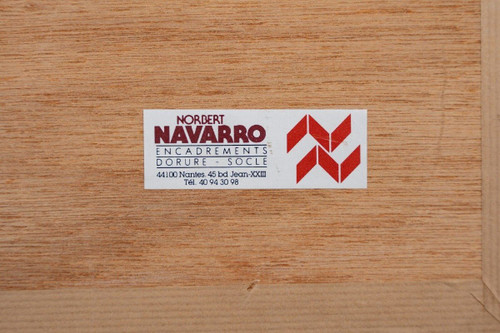 NORBERT
NAVARRO
ENCADREMENTS
DORURE - SOCLE
44100 Nantes. 45 bd Jean-XXIII
Tél. 40 94 30 98